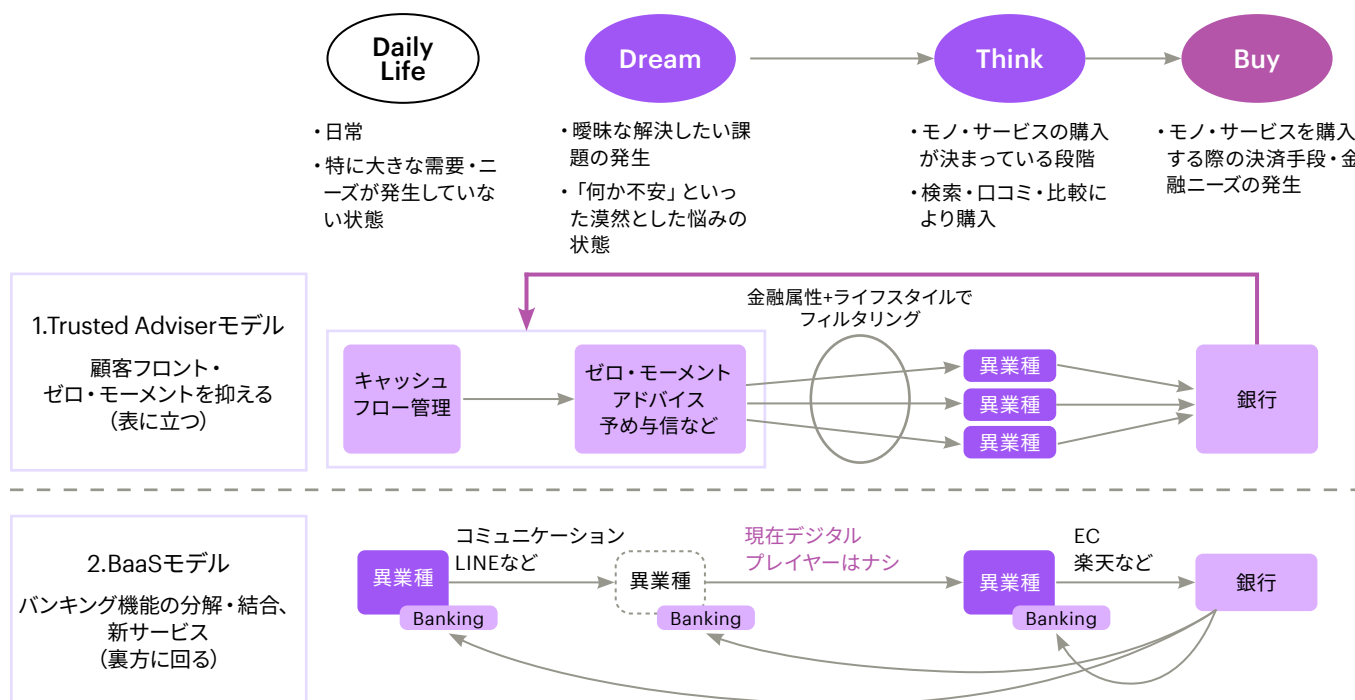 Daily
Life
Dream
Think
Buy
・日常
・特に大きな需要・ニ
ーズが発生していな
い状態
・曖昧な解決したい課
題の発生
・「何か不安」といっ
た漠然とした悩みの
状態
・モノ・サービスの購入
が決まっている段階
・検索・口コミ・比較に
より購入
・モノ・サービスを購入
する際の決済手段・金
融ニーズの発生
1.Trusted Adviserモデル
顧客フロント・
ゼロ・モーメントを抑える
（表に立つ）
キャッシュ
フロー管理
ゼロ・モーメント
アドバイス
予め与信など
金融属性+ライフスタイルで
フィルタリング
異業種
異業種
異業種
銀行
2.BaaSモデル
バンキング機能の分解・結合、
新サービス
（裏方に回る）
異業種
Banking
コミュニケーション
LINEなど
異業種
Banking
現在デジタル
プレイヤーはナシ
異業種
Banking
EC
楽天など
銀行